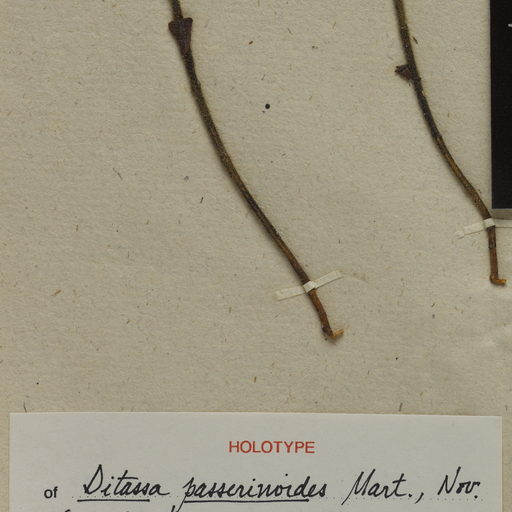 HOLOTYPE
of Ditassa passerinoides Mart., Nov.